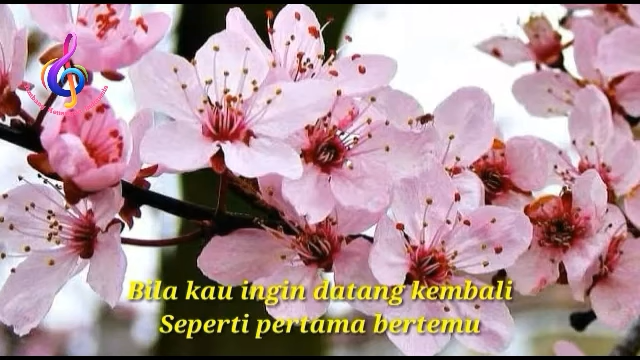 Bila kau ingin datang kembali
Seperti pertama bertemu